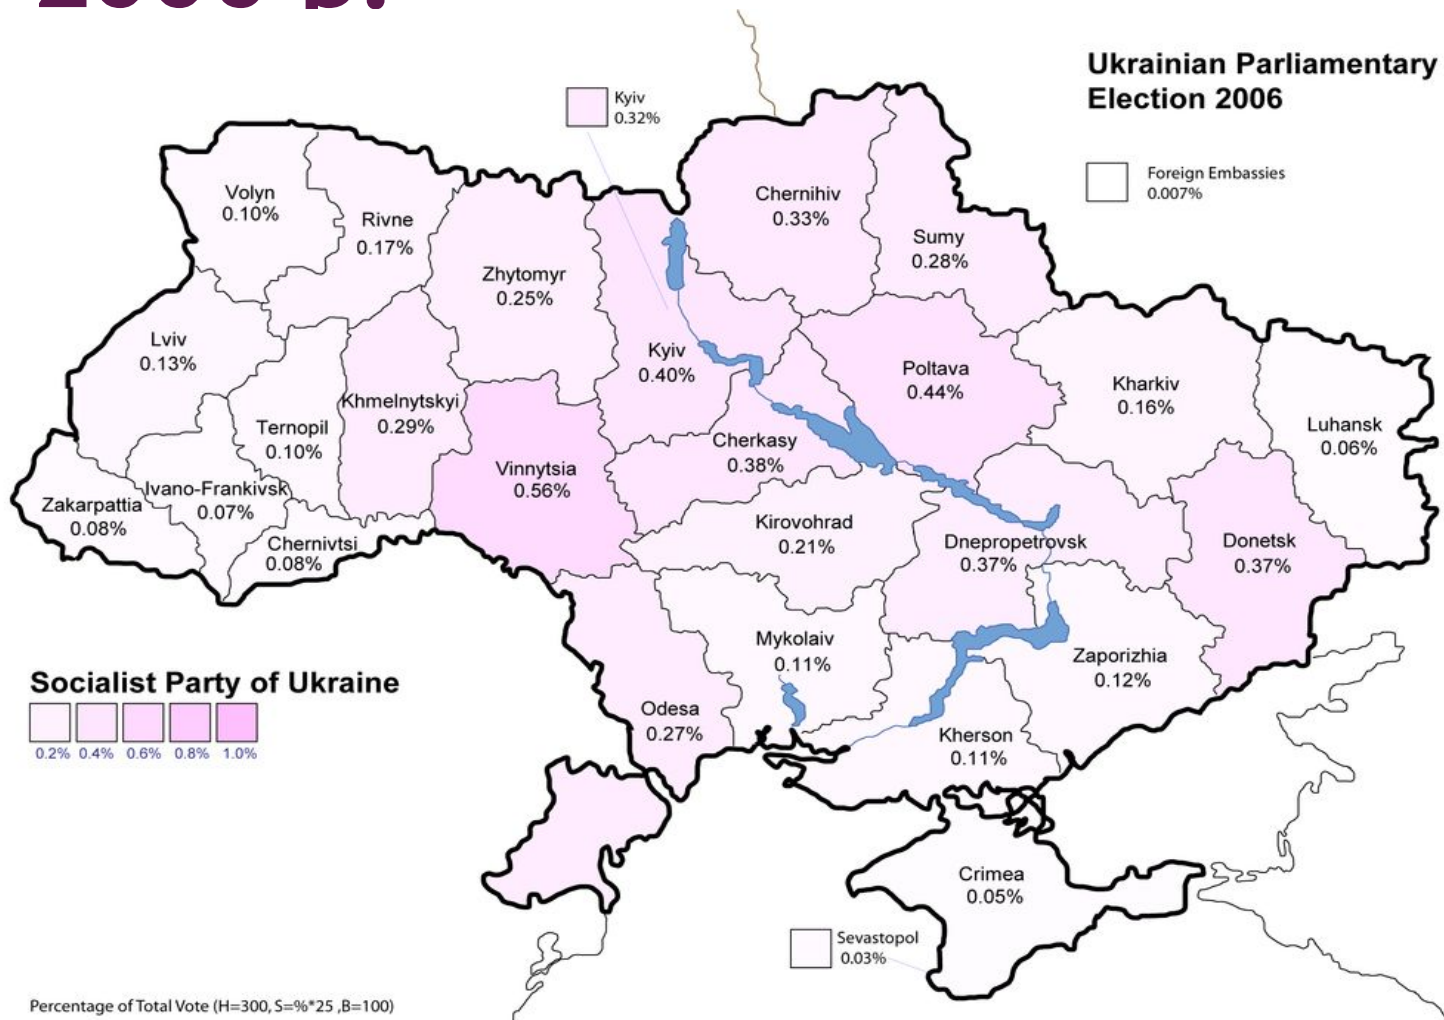 2006 р.
Ukrainian Parliamentary
Election 2006
Kyiv
0.32%
Foreign Embassies
0.007%
Volyn
0.10%
Rivne
0.17%
Zhytomyr
0.25%
Chernihiv
0.33%
Sumy
0.28%
Lviv
0.13%
Kyiv
0.40%
Poltava
0.44%
Kharkiv
0.16%
Khmelnytskyi
0.29%
Ternopil
0.10%
Cherkasy
0.38%
Luhansk
0.06%
Vinnytsia
0.56%
Ivano-Frankivsk
0.07%
Zakarpattia
0.08%
Chernivtsi
0.08%
Kirovohrad
0.21%
Dnepropetrovsk
0.37%
Donetsk
0.37%
Mykolaiv
0.11%
Zaporizhia
0.12%
Odesa
0.27%
Kherson
0.11%
Socialist Party of Ukraine
0.2% 0.4% 0.6% 0.8% 1.0%
Crimea
0.05%
Sevastopol
0.03%
Percentage of Total Vote (H=300, S=%*25 ,B=100)